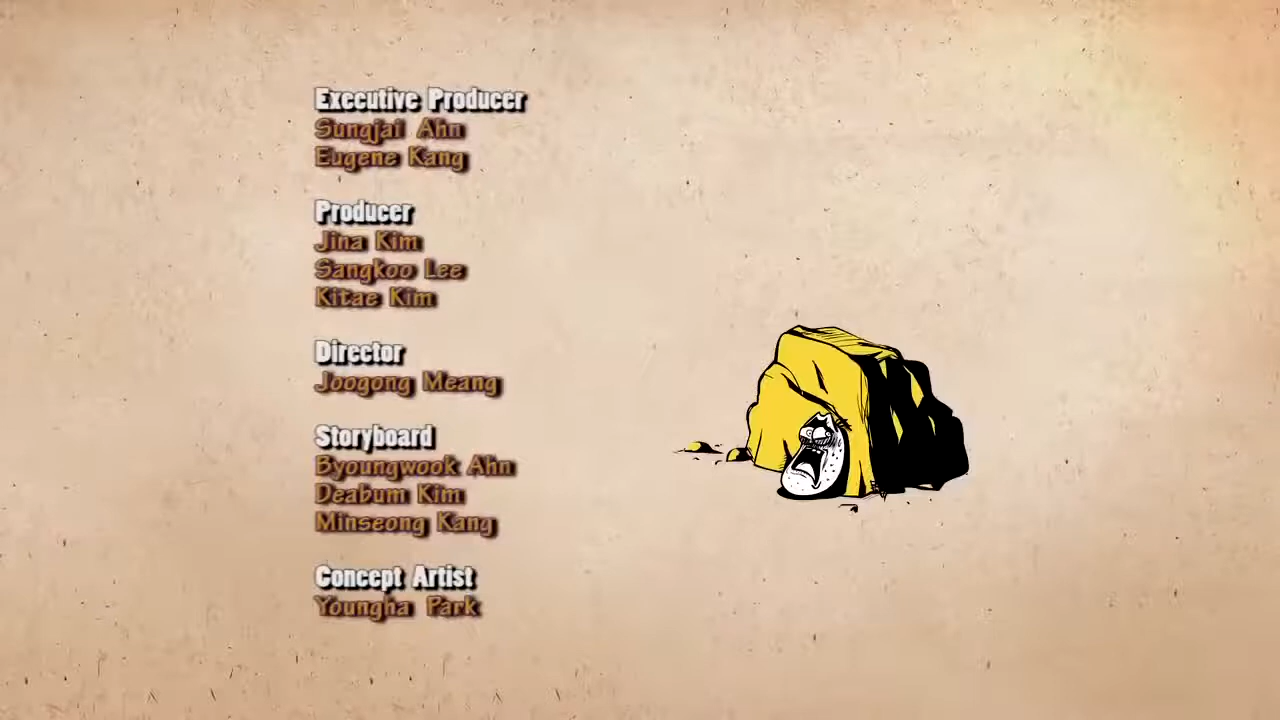 Executive Producer
Sungjai Ahn
Eugene Kang
Producer
Jina Kim
Sangkoo Lee
Kitae Kim
Director
Joogong Meang
Storyboard
Byoungwook Ahn
Deabum Kim
Minseong Kang
Concept Artist
Youngha Park